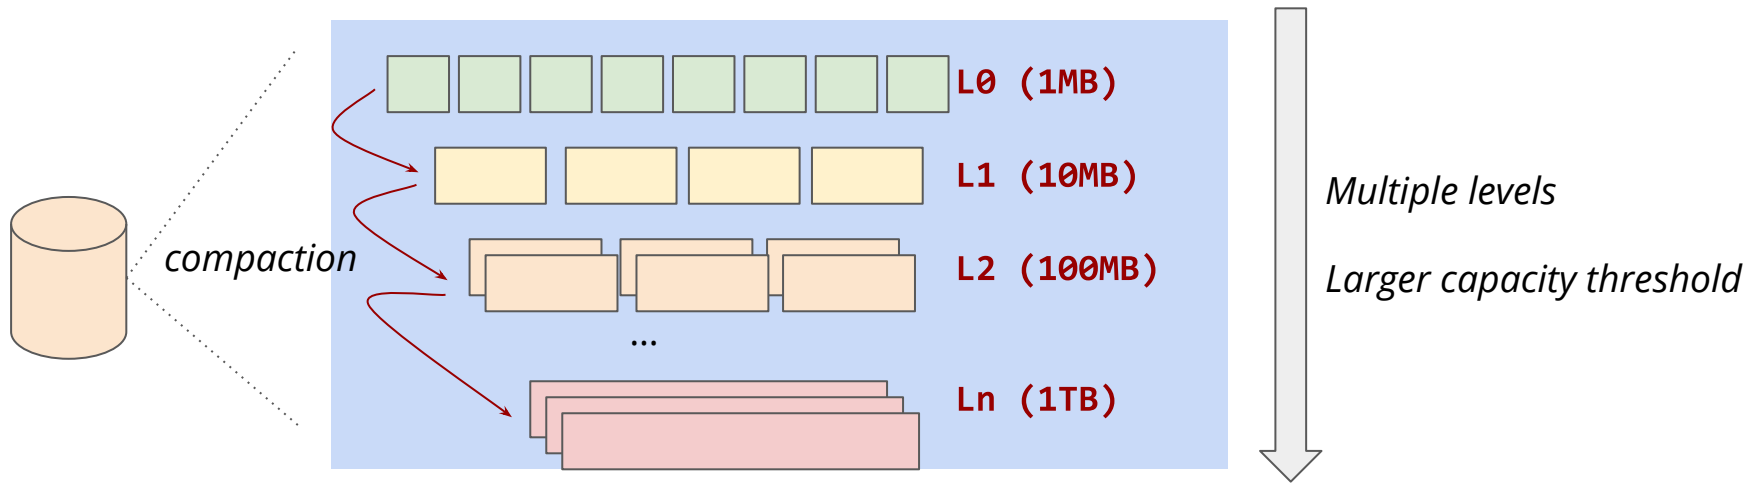 L0 (1MB)
L1 (10MB)
Multiple levels
compaction
L2 (100MB)
Larger capacity threshold
...
Ln (1TB)